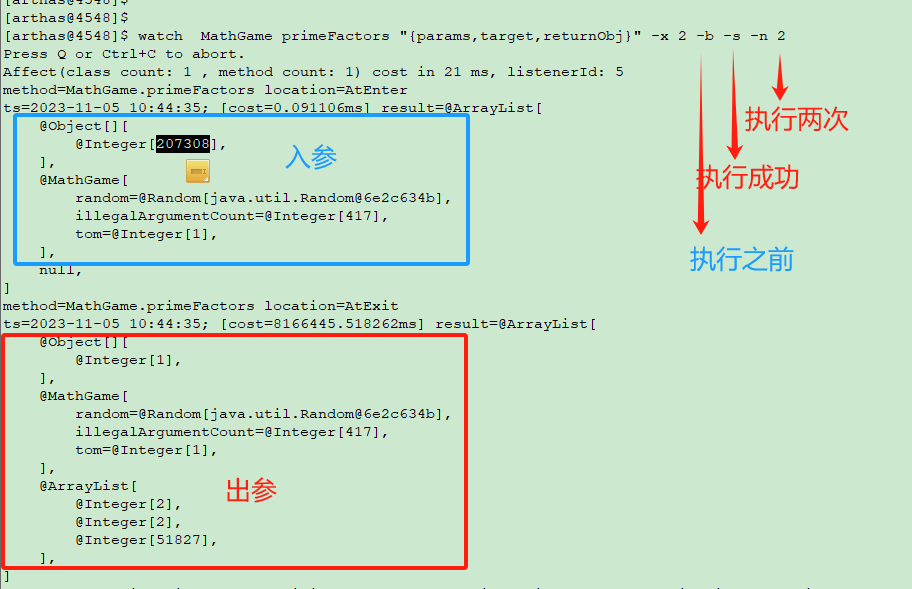 [arthas@4548]$
[arthas@4548]$
[arthas@4548]$ watch  MathGame primeFactors "{params,target,returnObj}" -x 2 -b -s -n 2
Press Q or Ctrl+C to abort.
Affect(class count: 1 , method count: 1) cost in 21 ms, listenerId: 5
method=MathGame.primeFactors location=AtEnter
ts=2023-11-05 10:44:35; [cost=0.091106ms] result=@ArrayList[
    @Object[][
        @Integer[207308],
    ],
    @MathGame[
        random=@Random[java.util.Random@6e2c634b],
        illegalArgumentCount=@Integer[417],
        tom=@Integer[1],
    ],
    null,
]
入参
执行两次
执行成功
执行之前
method=MathGame.primeFactors location=AtExit
ts=2023-11-05 10:44:35; [cost=8166445.518262ms] result=@ArrayList[
    @Object[][
        @Integer[1],
    ],
    @MathGame[
        random=@Random[java.util.Random@6e2c634b],
        illegalArgumentCount=@Integer[417],
        tom=@Integer[1],
    ],
    @ArrayList[
        @Integer[2],
        @Integer[2],
        @Integer[51827],
    ],
]
出参